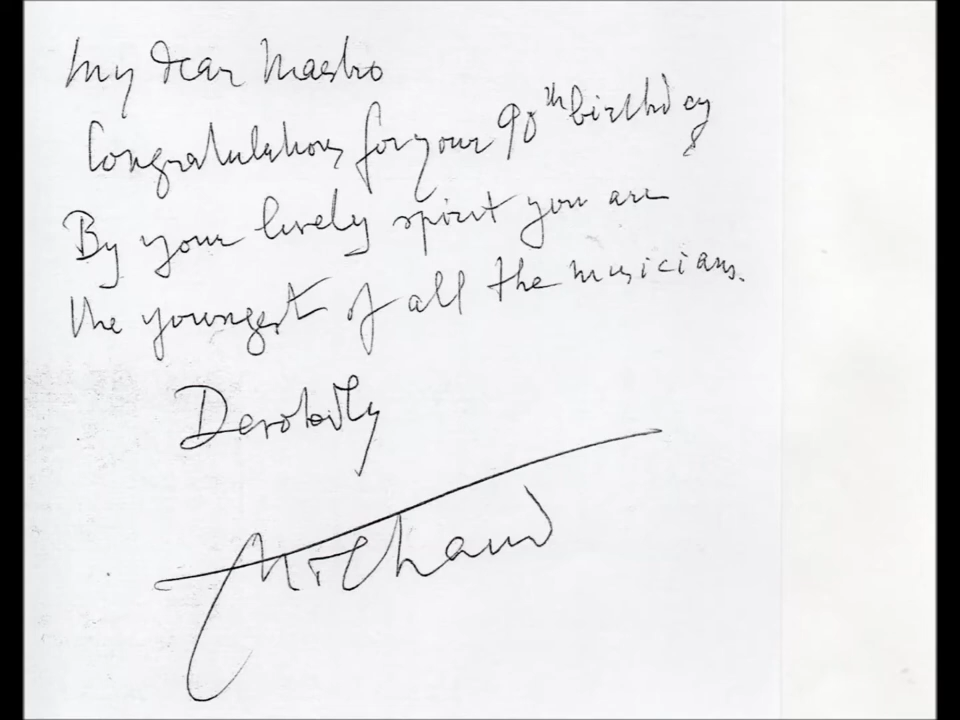 My dear Maestro
Congratulations for your 90th birthday
By your lively spirit you are
the youngest of all the musicians.
Devotedly